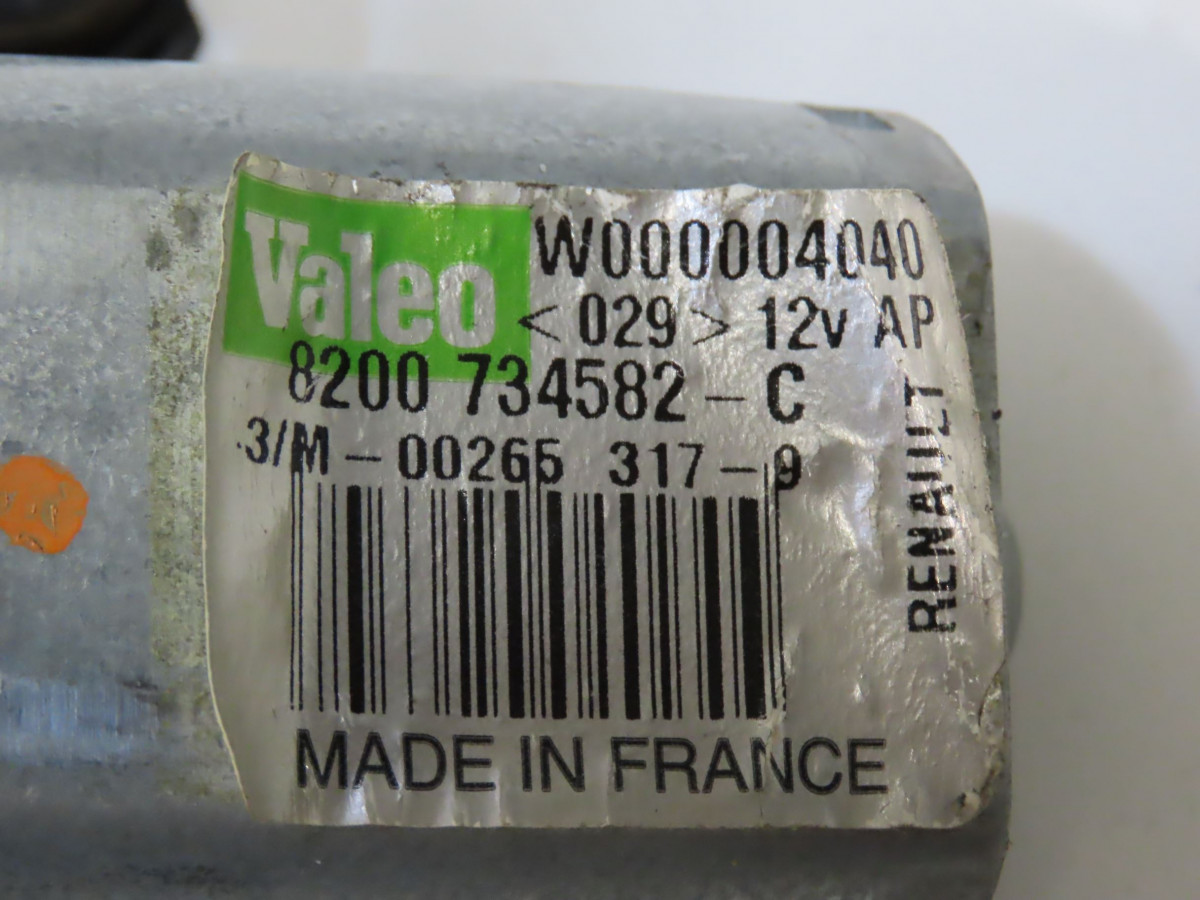 Valeo
W000004040
<029> 12v AP
8200 734582-C
3/M-00265 317-9
RENAULT
MADE IN FRANCE